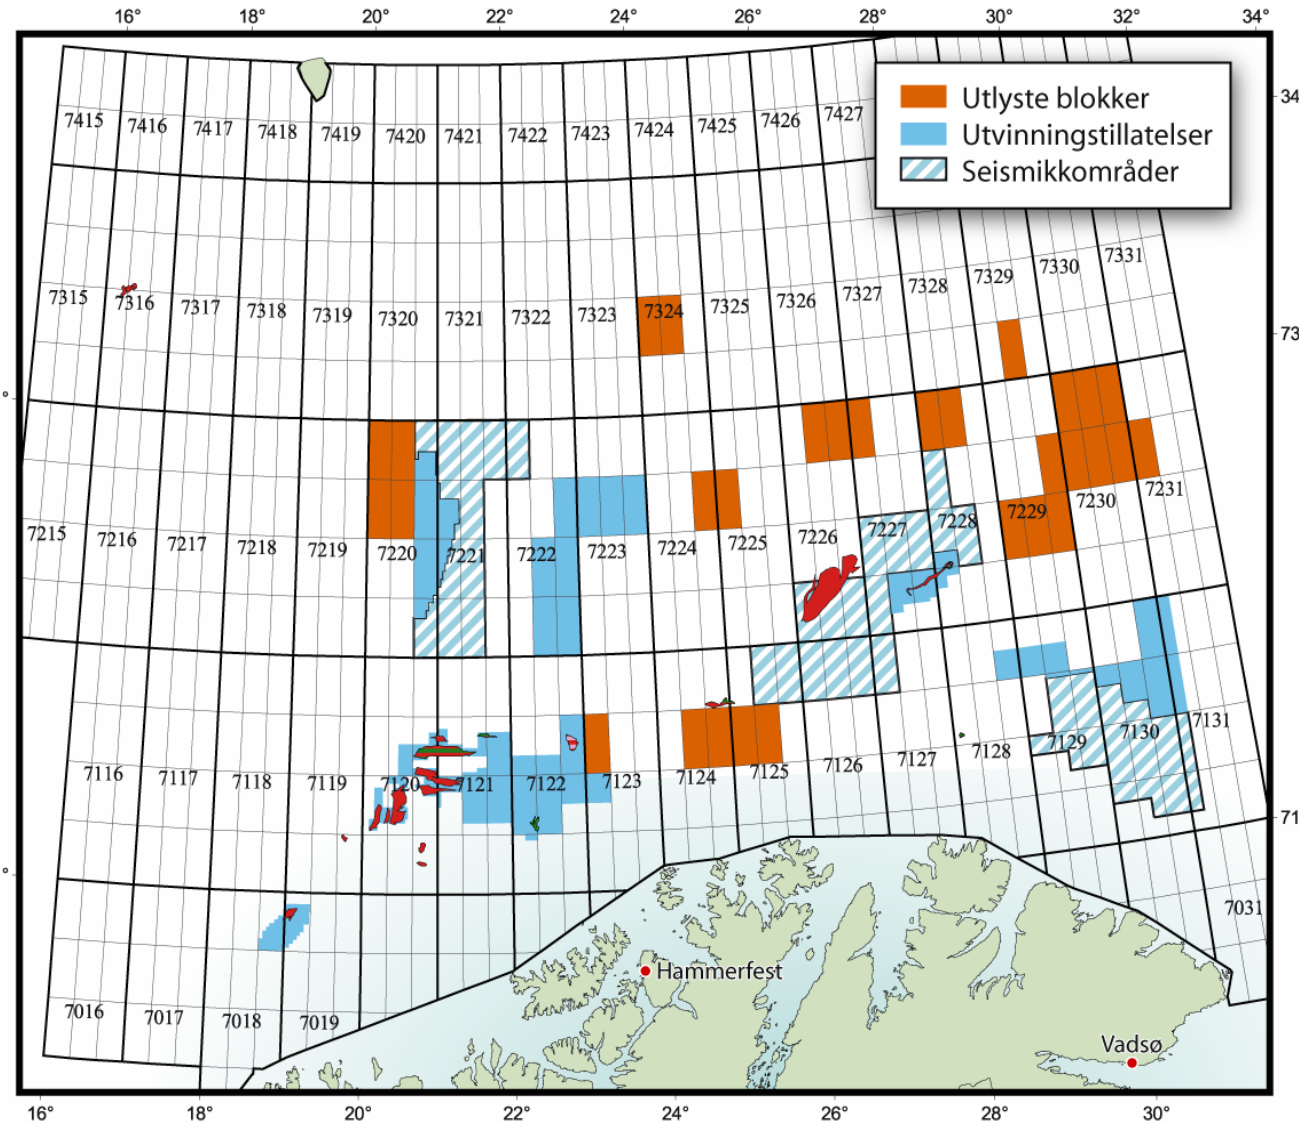 16° 18° 20° 22° 24° 26° 28° 30° 32° 34°
Utlyste blokker
Utvinningstillatelser
Seismikkområder
34
7415 7416 7417 7418 7419 7420 7421 7422 7423 7424 7425 7426 7427
7315 7316 7317 7318 7319 7320 7321 7322 7323 7324 7325 7326 7327 7328 7329 7330 7331
73
°
7215 7216 7217 7218 7219 7220 7221 7222 7223 7224 7225 7226 7227 7228 7229 7230 7231
7116 7117 7118 7119 7120 7121 7122 7123 7124 7125 7126 7127 7128 7129 7130 7131
71
°
7031
7016 7017 7018 7019
Hammerfest
Vadsø
16° 18° 20° 22° 24° 26° 28° 30°